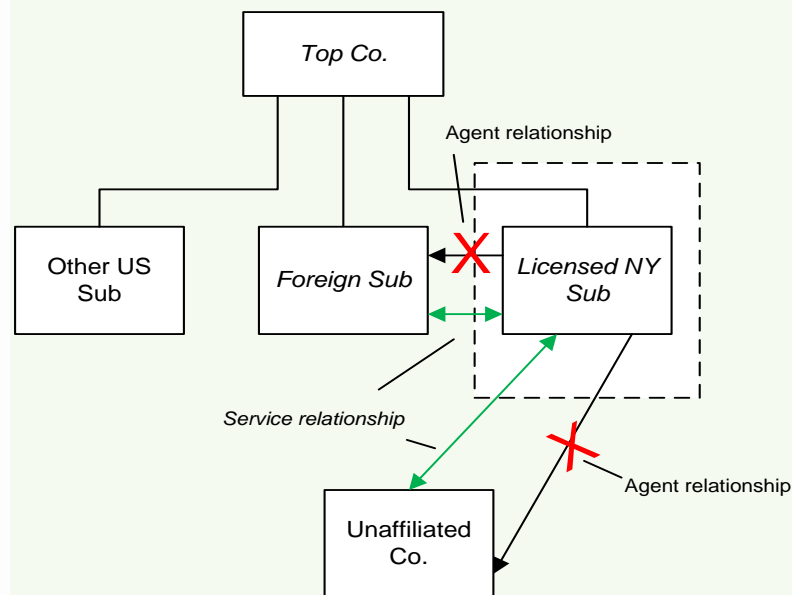 Top Co.
Agent relationship
Other US
Sub
Foreign Sub
Licensed NY
Sub
Service relationship
Agent relationship
Unaffiliated
Co.